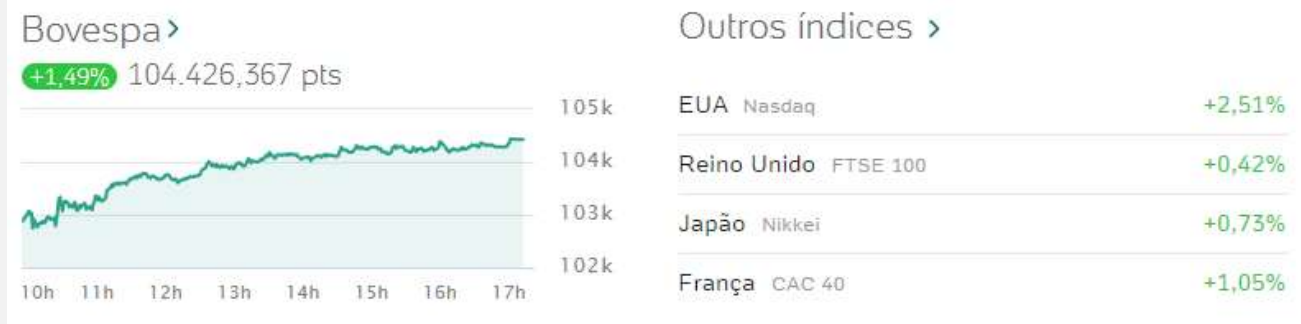 Bovespa >
+1,49% 104.426,367 pts
105k
104k
103k
102k
10h 11h 12h 13h 14h 15h 16h 17h
Outros índices >
EUA Nasdaq +2,51%
Reino Unido FTSE 100 +0,42%
Japão Nikkei +0,73%
França CAC 40 +1,05%